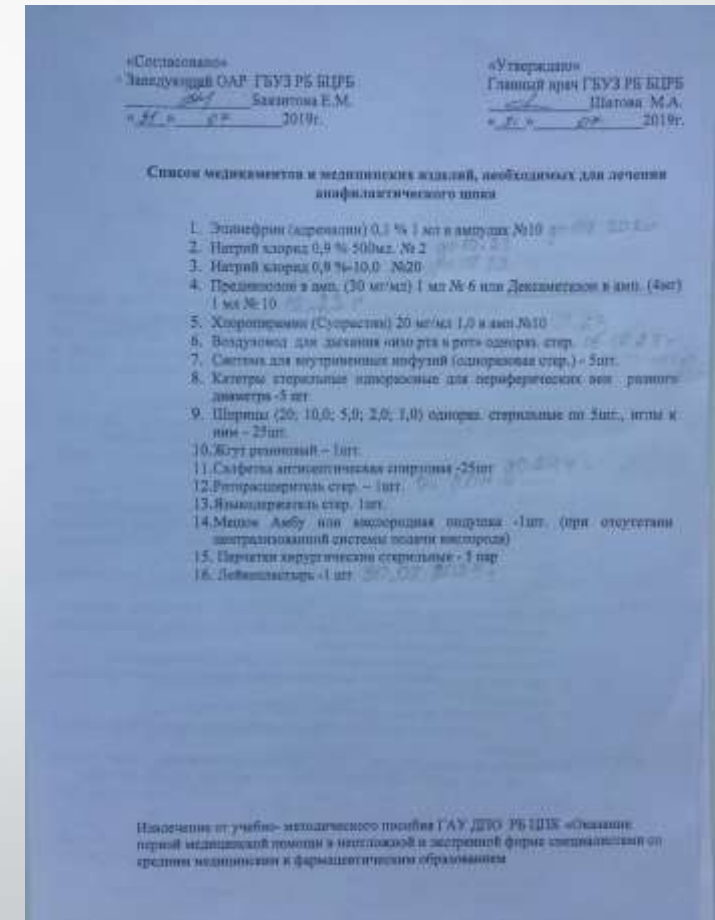 «Согласовано»
Заведующий ОАР ГБУЗ РБ БЦРБ
Е.М.
2019г.
«Утверждаю»
Главный врач ГБУЗ РБ БЦРБ
Шатова М.А.
2019г.
Список медикаментов и медицинских изделий, необходимых для лечения
анафилактического шока
1. Эпинефрин (адреналин) 0,1 % 1 мл в ампулах №10
2. Натрий хлорид 0,9 % 500мл. № 2
3. Натрий хлорид 0,9 %-10,0 №20
4. Преднизолон в амп. (30 мг/мл) 1 мл № 6 или Дексаметазон в амп. (4мг)
1 мл № 10
5. Хлоропирамин (Супрастин) 20 мг/мл 1,0 в амп №10
6. Воздуховод для дыхания «изо рта в рот» однораз. стер.
7. Система для внутривенных инфузий (одноразовая стер.) - 5шт.
8. Катетры стерильные одноразовые для периферических вен разного
диаметра -5 шт
9. Шприцы (20; 10,0; 5,0; 2,0; 1,0) однораз. стерильные по 5шт., иглы к
ним – 25шт.
10.Жгут резиновый – 1шт.
11.Салфетка антисептическая спиртовая -25шт
12.Роторасширитель стер. – 1шт.
13.Языкодержатель стер. 1шт.
14.Мешок Амбу или кислородная подушка -1шт. (при отсутствии
централизованной системы подачи кислорода)
15. Перчатки хирургические стерильные - 5 пар
16. Лейкопластырь -1 шт
Извлечение от учебно- методического пособия ГАУ ДПО РБ ЦПК «Оказание
первой медицинской помощи в неотложной и экстренной форме специалистами со
средним медицинским и фармацевтическим образованием